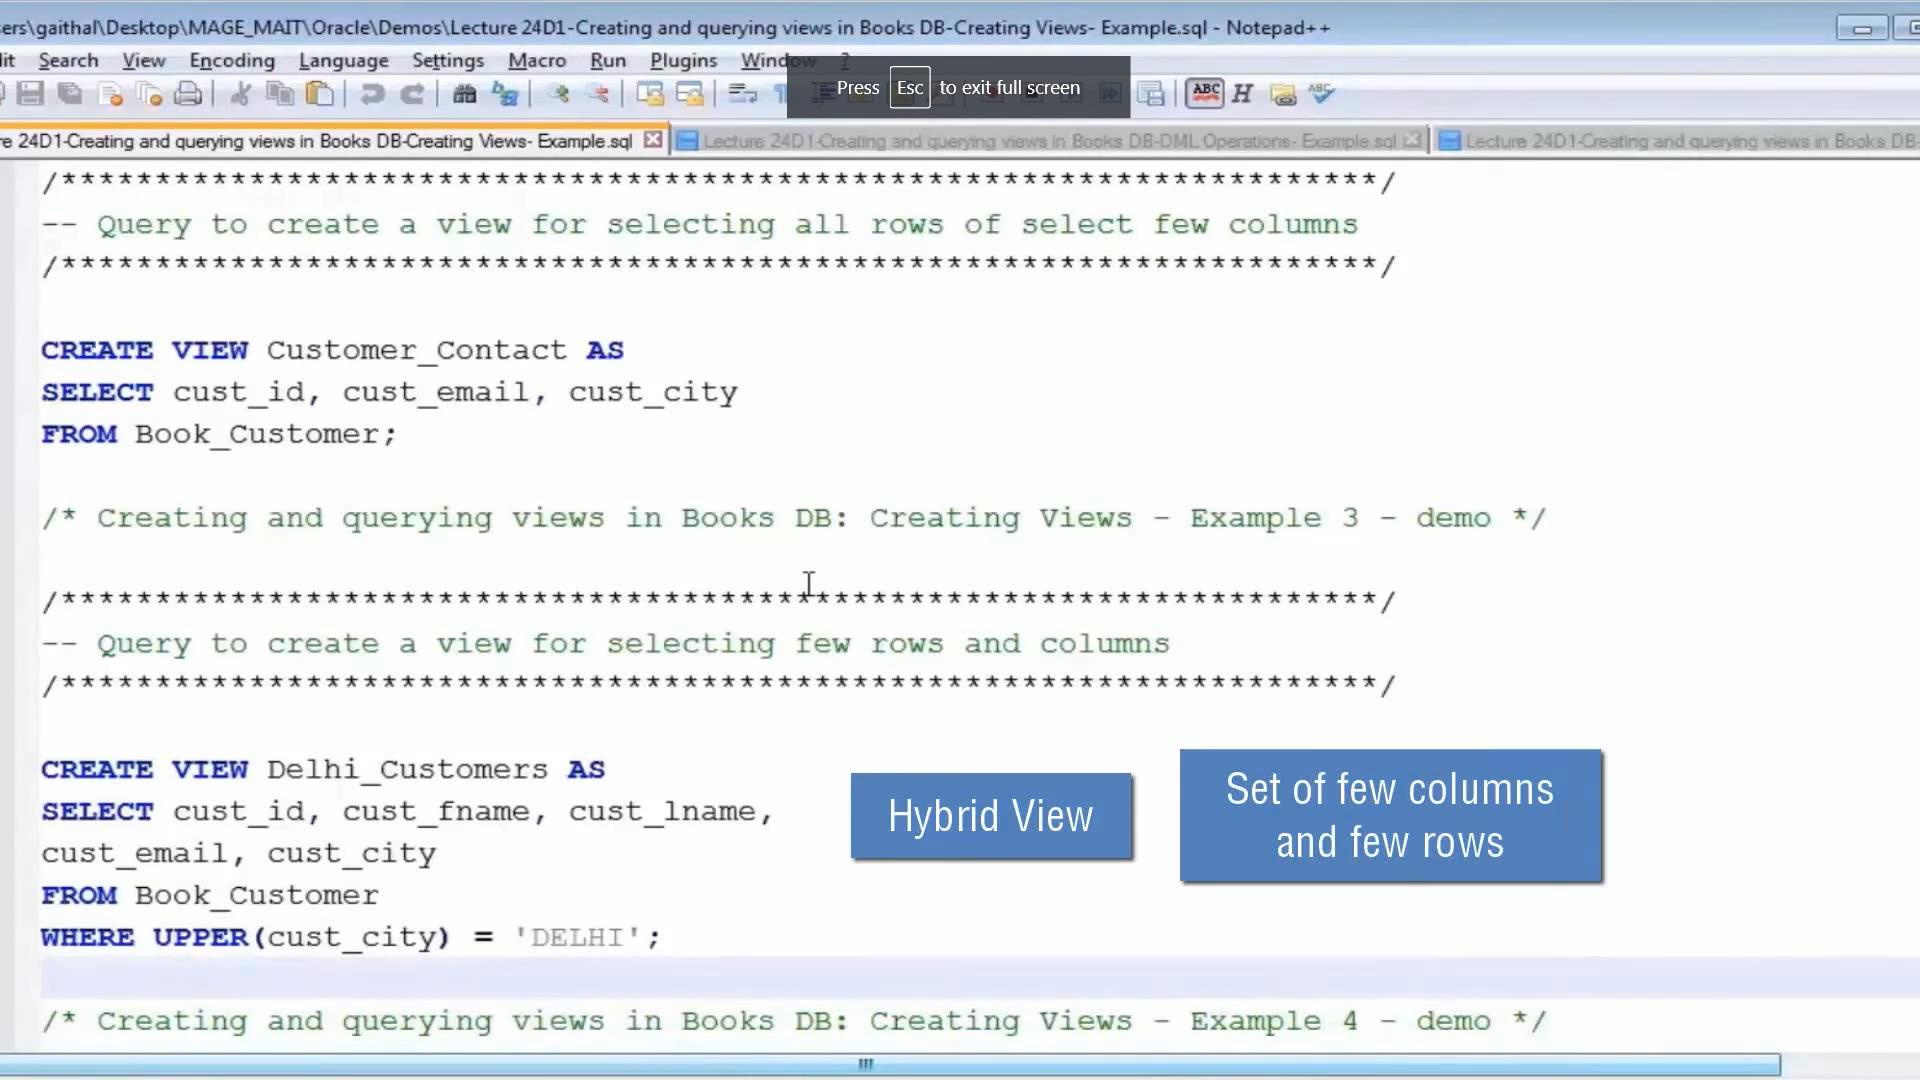 ers\gaithal\Desktop\MAGE_MAIT\Oracle\Demos\Lecture 24D1-Creating and querying views in Books DB-Creating Views- Example.sql - Notepad++
it Search View Encoding Language Settings Macro Run Plugins Window ?
Press Esc to exit full screen
ABC H ABC
e 24D1-Creating and querying views in Books DB-Creating Views- Example.sql Lecture 24D1-Creating and querying views in Books DB-DML Operations- Example.sql Lecture 24D1-Creating and querying views in Books DB-
/**********************************************************************/
-- Query to create a view for selecting all rows of select few columns
/**********************************************************************/
CREATE VIEW Customer_Contact AS
SELECT cust_id, cust_email, cust_city
FROM Book_Customer;
/* Creating and querying views in Books DB: Creating Views – Example 3 – demo */
/**********************************************************************/
-- Query to create a view for selecting few rows and columns
/**********************************************************************/
CREATE VIEW Delhi_Customers AS
SELECT cust_id, cust_fname, cust_lname,
cust_email, cust_city
FROM Book_Customer
WHERE UPPER(cust_city) = 'DELHI';
Hybrid View
Set of few columns
and few rows
/* Creating and querying views in Books DB: Creating Views – Example 4 – demo */